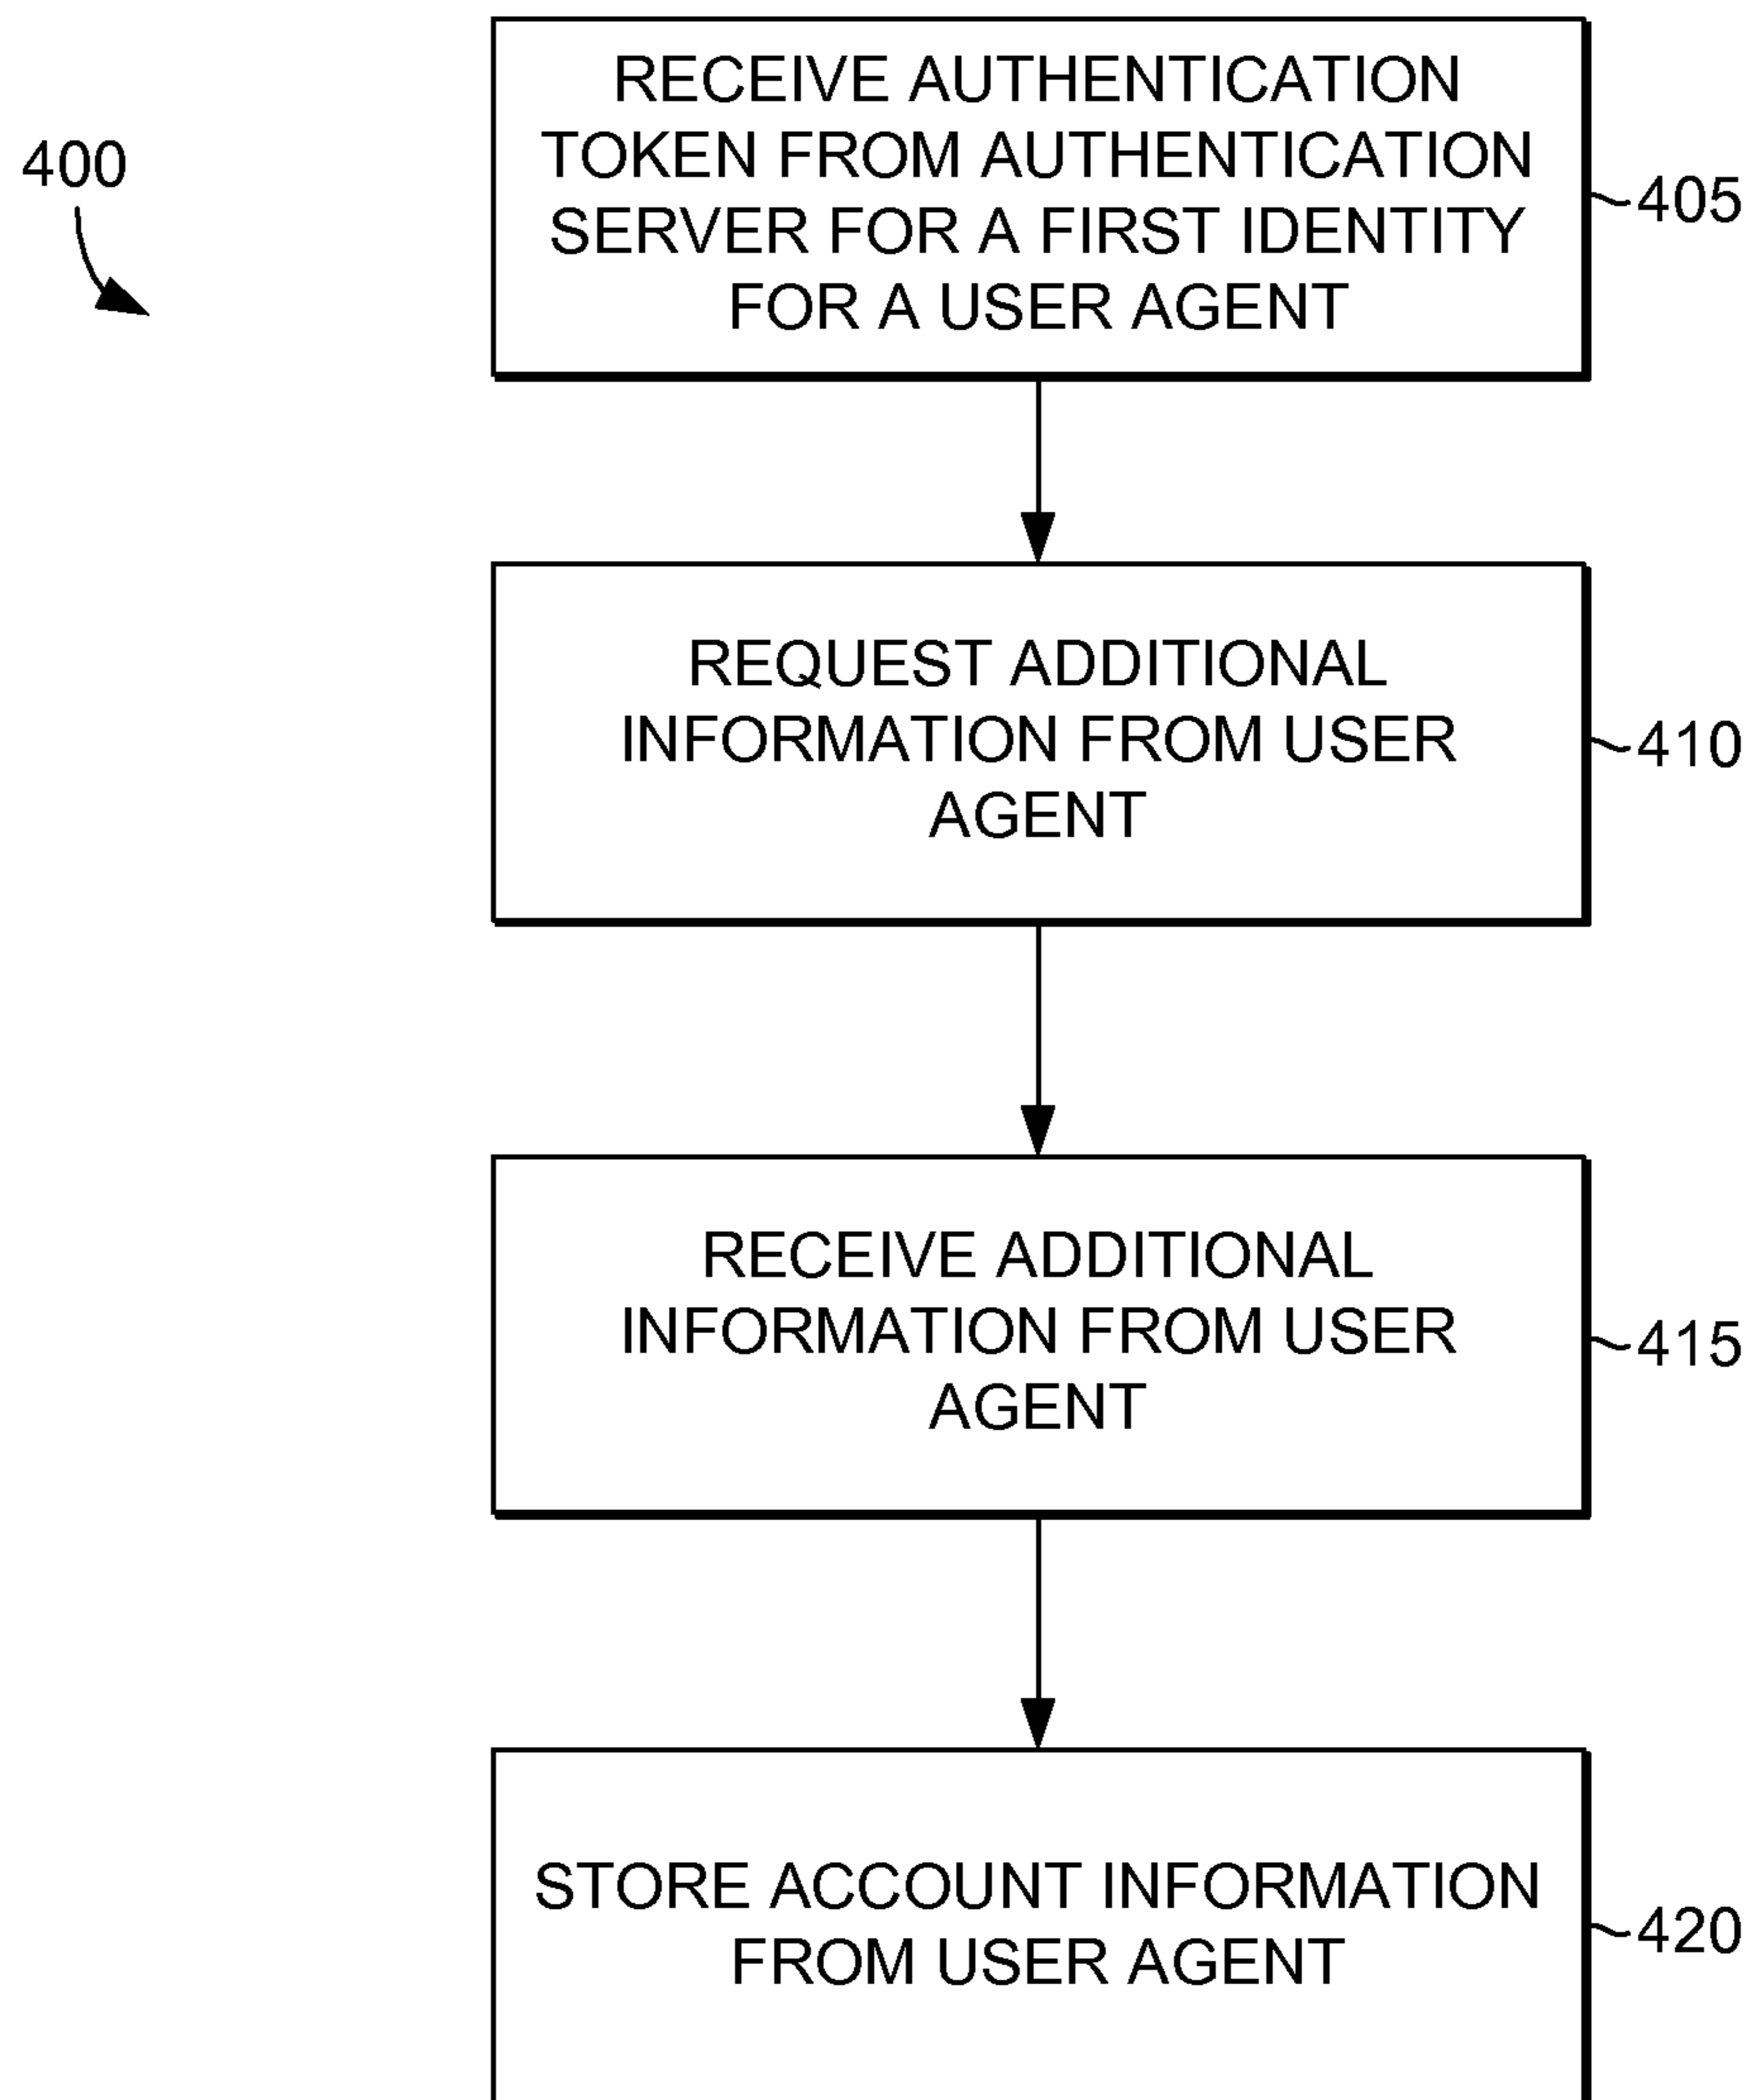 400
RECEIVE AUTHENTICATION
TOKEN FROM AUTHENTICATION
SERVER FOR A FIRST IDENTITY
FOR A USER AGENT
405
REQUEST ADDITIONAL
INFORMATION FROM USER
AGENT
410
RECEIVE ADDITIONAL
INFORMATION FROM USER
AGENT
415
STORE ACCOUNT INFORMATION
FROM USER AGENT
420